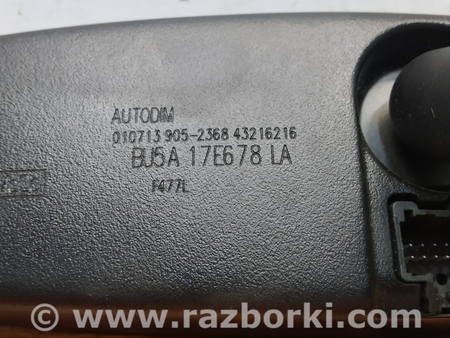 AUTODIM
010713 905-2368 43216216
BU5A 17E678 LA
F477L
© www.razborki.com